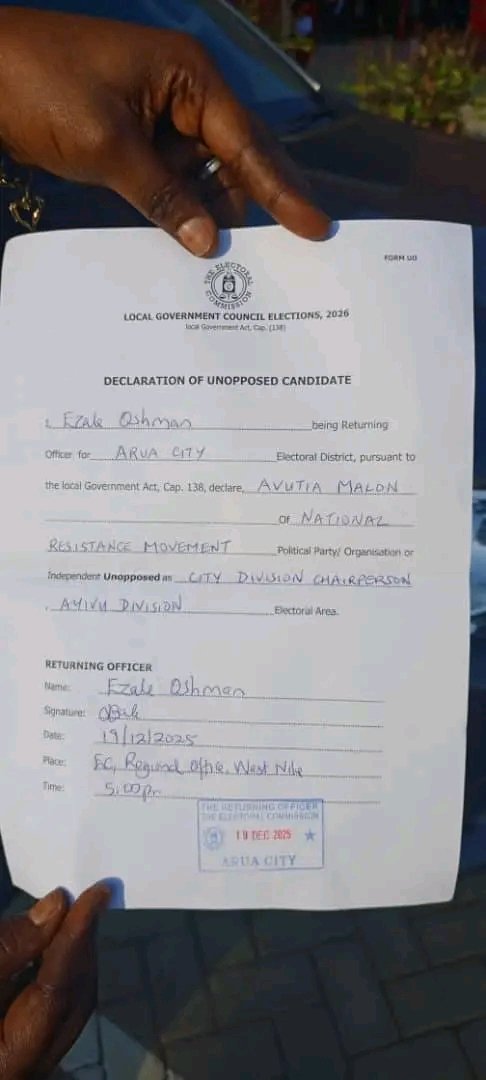 FORM UO
THE ELECTORAL COMMISSION
LOCAL GOVERNMENT COUNCIL ELECTIONS, 2026
local Government Act, Cap. (138)
DECLARATION OF UNOPPOSED CANDIDATE
I, Ezale Oshman being Returning
Officer for ARUA CITY Electoral District, pursuant to
the local Government Act, Cap. 138, declare, AVUTIA MALON
Of NATIONAL
RESISTANCE MOVEMENT Political Party/ Organisation or
Independent Unopposed as CITY DIVISION CHAIRPERSON
, AYIVU DIVISION Electoral Area.
RETURNING OFFICER
Name: Ezale Oshman
Signature:
Date: 19/12/2025
Place: EC, Regional Office, West Nile
Time: 5:00pm
THE RETURNING OFFICER
THE ELECTORAL COMMISSION
19 DEC 2025
ARUA CITY